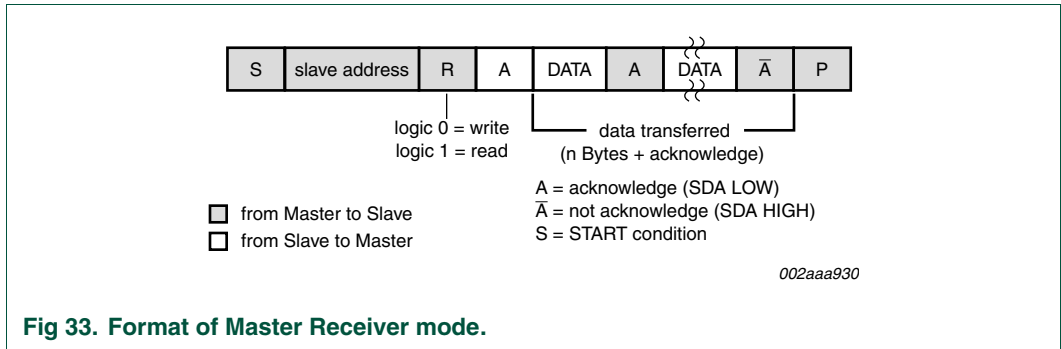 S slave address R A DATA A DATA A̅ P
logic 0 = write
logic 1 = read
data transferred
(n Bytes + acknowledge)
A = acknowledge (SDA LOW)
A̅ = not acknowledge (SDA HIGH)
S = START condition
from Master to Slave
from Slave to Master
002aaa930
Fig 33. Format of Master Receiver mode.